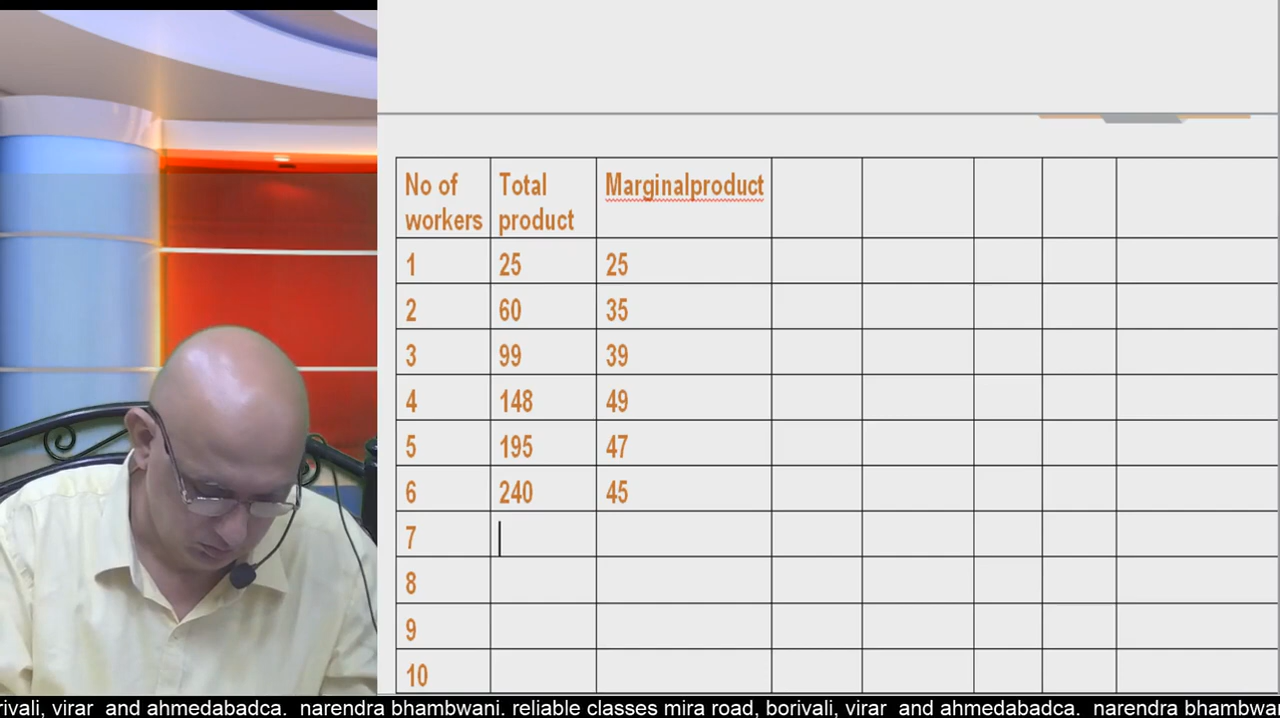 No of workers Total product Marginalproduct
1 25 25
2 60 35
3 99 39
4 148 49
5 195 47
6 240 45
7
8
9
10
rivali, virar and ahmedabadca. narendra bhambwani. reliable classes mira road, borivali, virar and ahmedabadca. narendra bhambwa